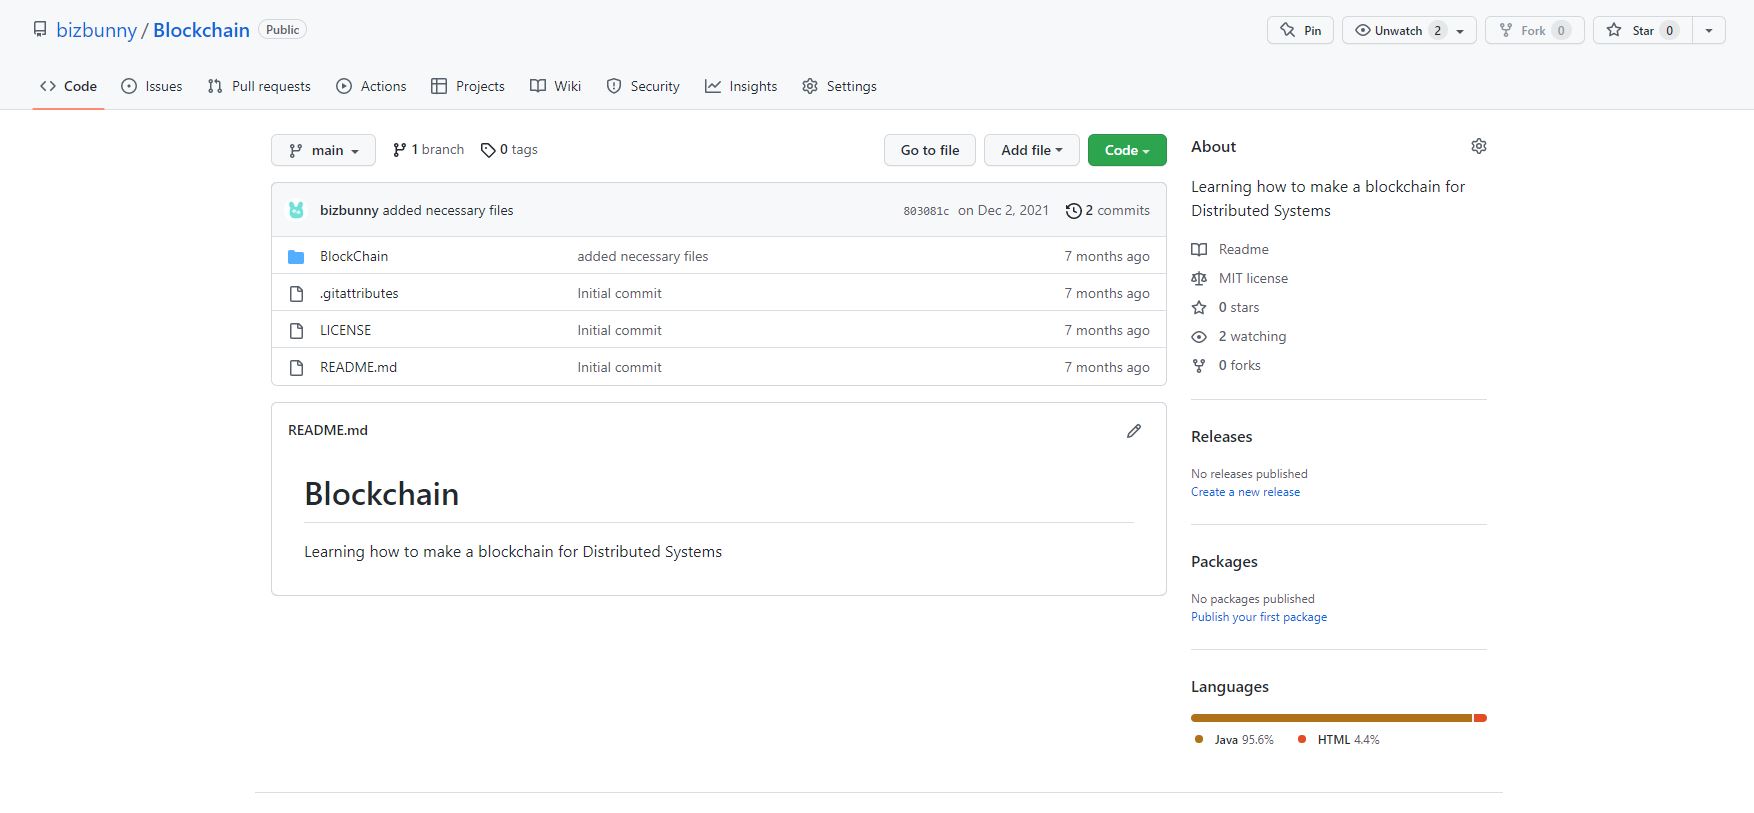 bizbunny / Blockchain Public
Pin Unwatch 2 Fork 0 Star 0
Code Issues Pull requests Actions Projects Wiki Security Insights Settings
main 1 branch 0 tags Go to file Add file Code
bizbunny added necessary files 803081c on Dec 2, 2021 2 commits
BlockChain added necessary files 7 months ago
.gitattributes Initial commit 7 months ago
LICENSE Initial commit 7 months ago
README.md Initial commit 7 months ago
README.md
Blockchain
Learning how to make a blockchain for Distributed Systems
About
Learning how to make a blockchain for
Distributed Systems
Readme
MIT license
0 stars
2 watching
0 forks
Releases
No releases published
Create a new release
Packages
No packages published
Publish your first package
Languages
Java 95.6% HTML 4.4%